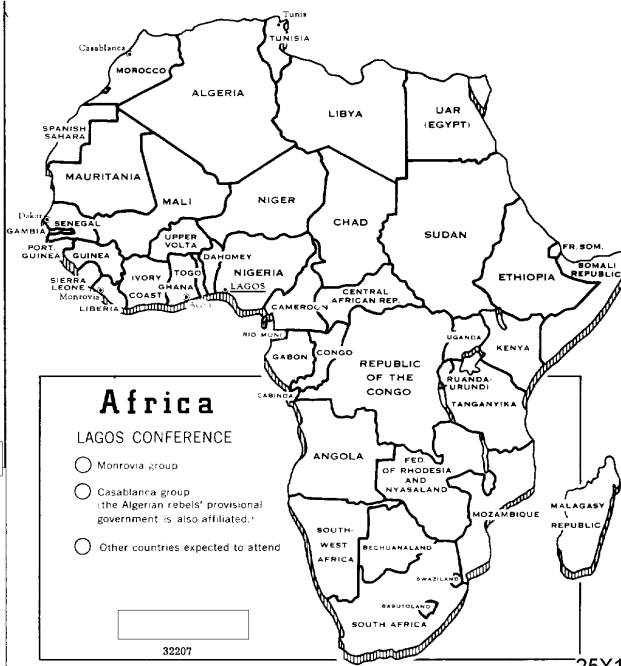 Tunis
Casablanca
TUNISIA
MOROCCO
ALGERIA
LIBYA
UAR
(EGYPT)
SPANISH
SAHARA
MAURITANIA
MALI
NIGER
CHAD
SUDAN
Dakar
SENEGAL
GAMBIA
PORT.
GUINEA
GUINEA
UPPER
VOLTA
DAHOMEY
NIGERIA
LAGOS
FR. SOM.
SOMALI
REPUBLIC
ETHIOPIA
SIERRA
LEONE
Monrovia
LIBERIA
IVORY
COAST
TOGO
GHANA
Accra
CAMEROON
CENTRAL
AFRICAN REP.
RIO MUNI
GABON
CONGO
REPUBLIC
OF THE
CONGO
UGANDA
KENYA
RUANDA-
URUNDI
TANGANYIKA
CABINDA
Africa
LAGOS CONFERENCE
Monrovia group
Casablanca group
(the Algerian rebels' provisional
government is also affiliated.)
Other countries expected to attend
32207
ANGOLA
FED
OF RHODESIA
AND
NYASALAND
MOZAMBIQUE
MALAGASY
REPUBLIC
SOUTH-
WEST
AFRICA
BECHUANALAND
SWAZILAND
BASUTOLAND
SOUTH AFRICA
25X1